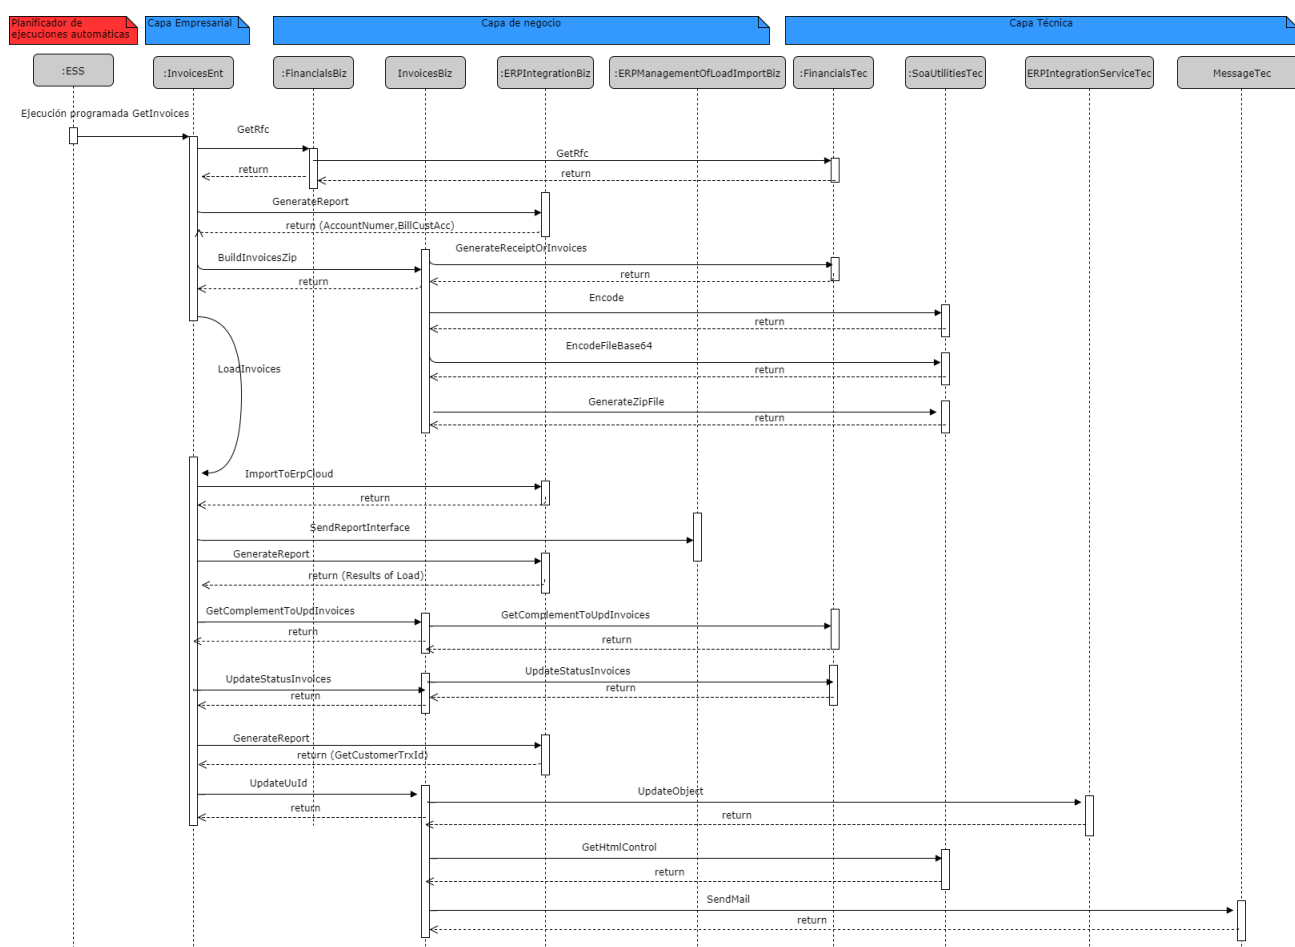 Planificador de
ejecuciones automáticas
Capa Empresarial
Capa de negocio
Capa Técnica
:ESS
:InvoicesEnt
:FinancialsBiz
InvoicesBiz
:ERPIntegrationBiz
:ERPManagementOfLoadImportBiz
:FinancialsTec
:SoaUtilitiesTec
ERPIntegrationServiceTec
MessageTec
Ejecución programada GetInvoices
GetRfc
GetRfc
return
return
GenerateReport
return (AccountNumer,BillCustAcc)
GenerateReceiptOrInvoices
BuildInvoicesZip
return
return
Encode
return
EncodeFileBase64
return
LoadInvoices
GenerateZipFile
return
ImportToErpCloud
return
SendReportInterface
GenerateReport
return (Results of Load)
GetComplementToUpdInvoices
GetComplementToUpdInvoices
return
return
UpdateStatusInvoices
UpdateStatusInvoices
return
return
GenerateReport
return (GetCustomerTrxId)
UpdateUuId
UpdateObject
return
return
GetHtmlControl
return
SendMail
return